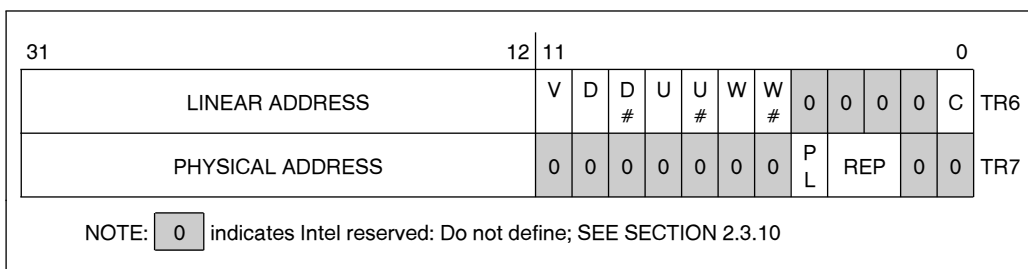 31 12 11 0
LINEAR ADDRESS V D D# U U# W W# 0 0 0 0 C TR6
PHYSICAL ADDRESS 0 0 0 0 0 0 0 PL REP 0 0 TR7
NOTE: 0 indicates Intel reserved: Do not define; SEE SECTION 2.3.10